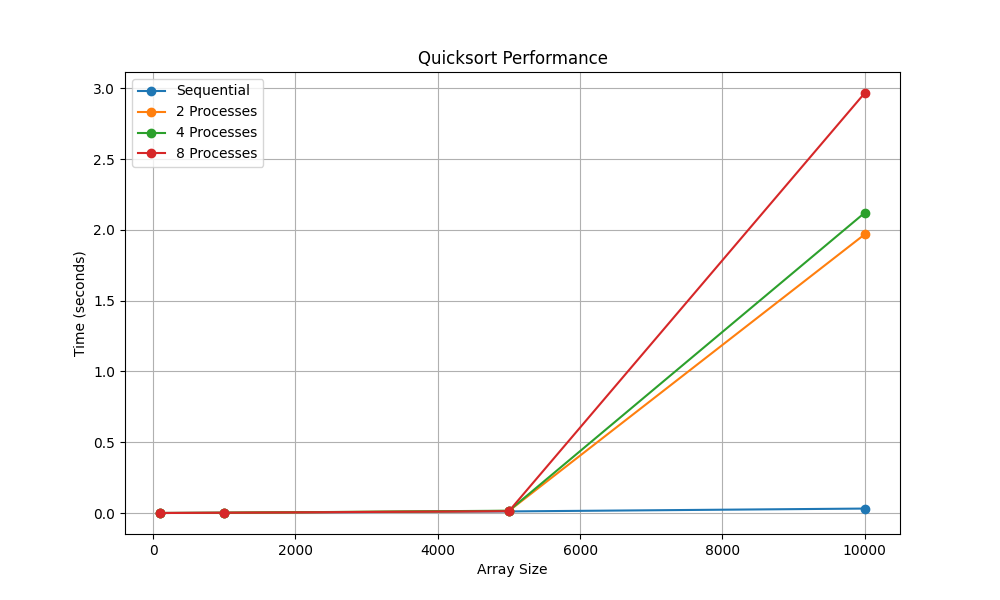 Quicksort Performance
Sequential
2 Processes
4 Processes
8 Processes
3.0
2.5
2.0
1.5
1.0
0.5
0.0
Time (seconds)
0 2000 4000 6000 8000 10000
Array Size